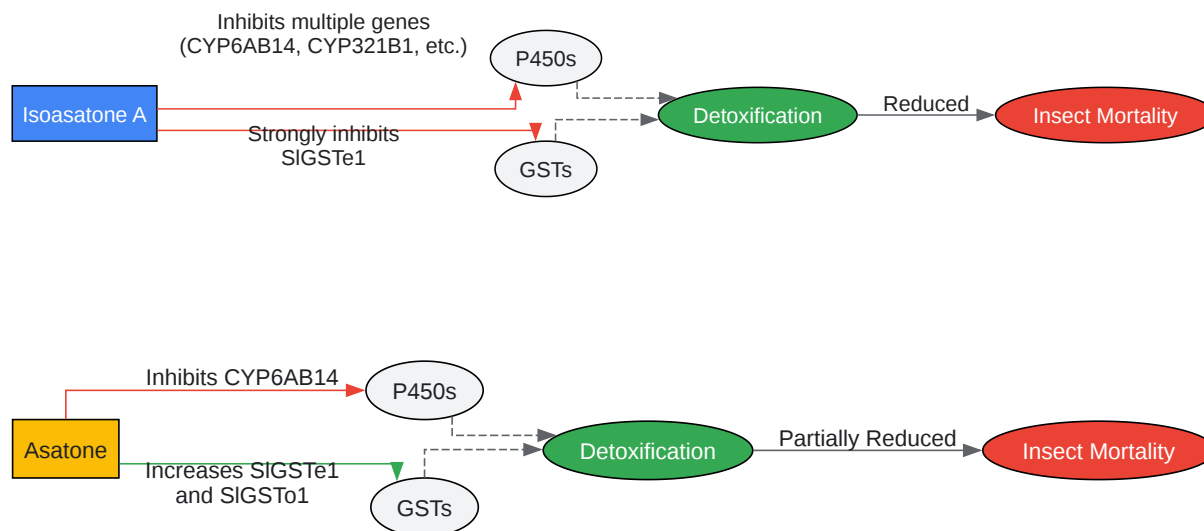 Inhibits multiple genes
(CYP6AB14, CYP321B1, etc.)
P450s
Isoasatone A
Detoxification
Reduced
Insect Mortality
Strongly inhibits
SlGSTe1
GSTs
Inhibits CYP6AB14
P450s
Asatone
Detoxification
Partially Reduced
Insect Mortality
Increases SlGSTe1
and SlGSTo1
GSTs